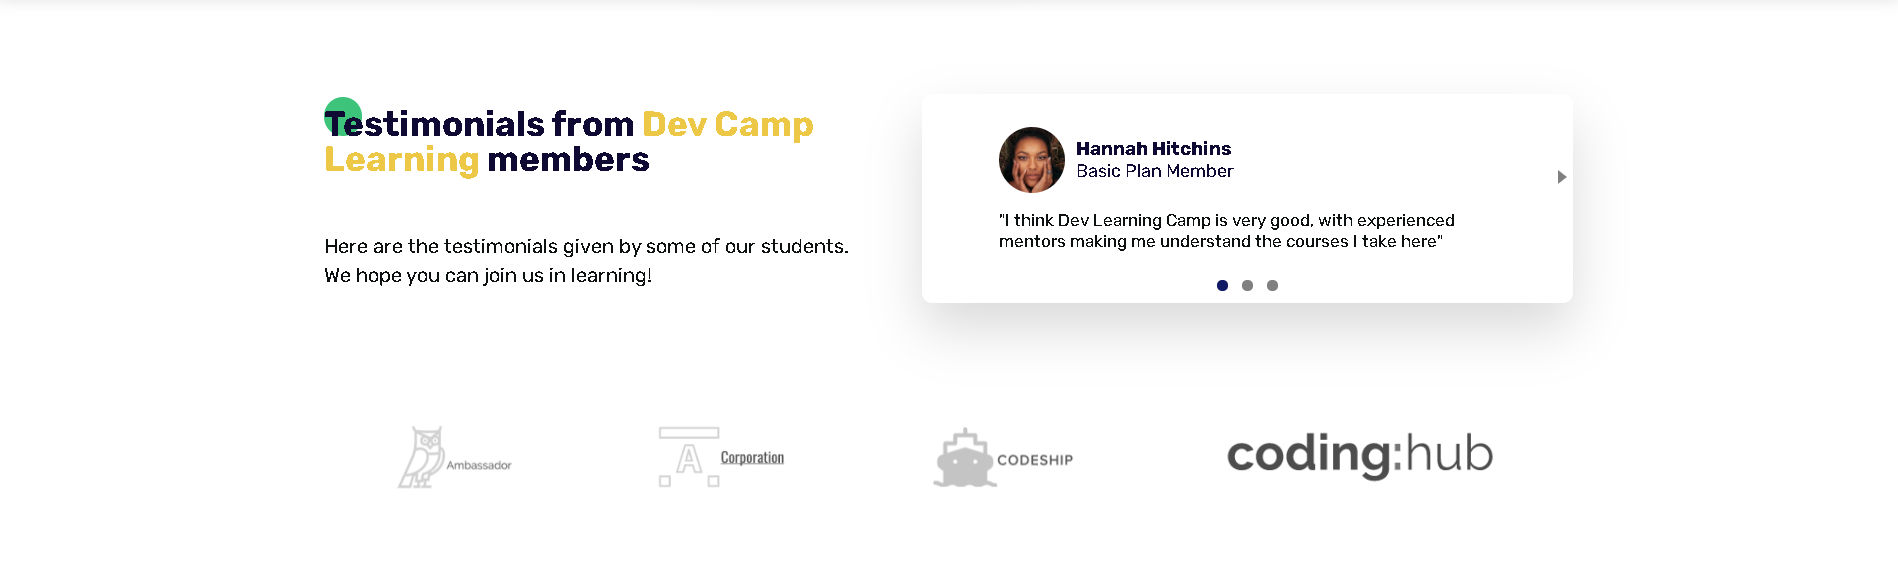 Testimonials from Dev Camp
Learning members
Here are the testimonials given by some of our students.
We hope you can join us in learning!
Hannah Hitchins
Basic Plan Member
"I think Dev Learning Camp is very good, with experienced
mentors making me understand the courses I take here"
Ambassador
A Corporation
CODESHIP
coding:hub